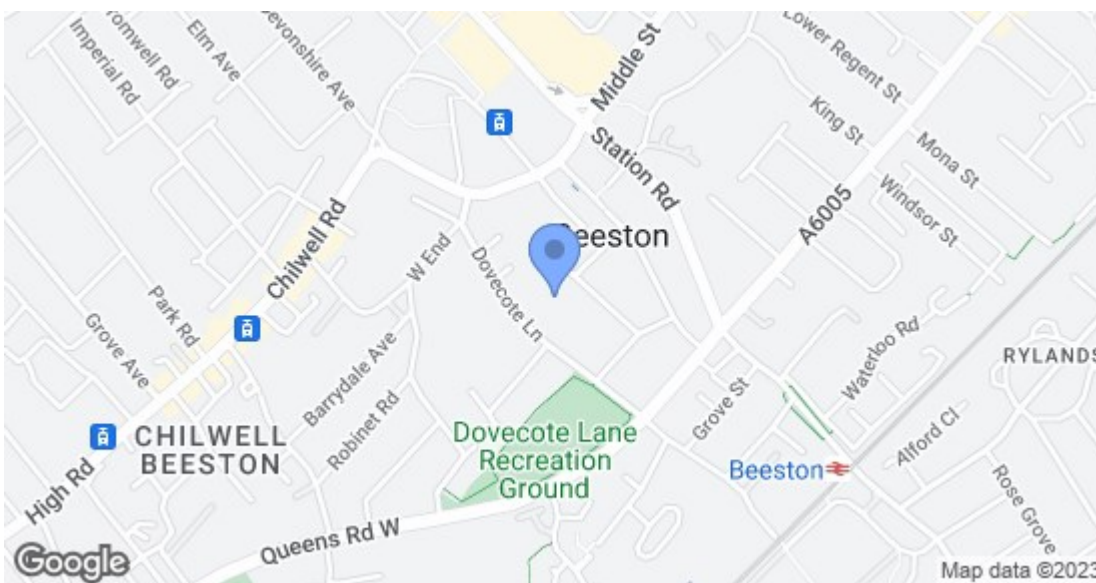 omwell Rd
Imperial Rd
Elm Ave
evonshire Ave
Middle St
Lower Regent St
King St
Mona St
Station Rd
Windsor St
A6005
Chilwell Rd
W End
Beeston
Dovecote Ln
Park Rd
Grove Ave
Barrydale Ave
Robinet Rd
Waterloo Rd
RYLANDS
Grove St
CHILWELL
BEESTON
Dovecote Lane
Recreation
Ground
Alford Cl
Beeston
High Rd
Rose Grove
Queens Rd W
Google
Map data ©2023